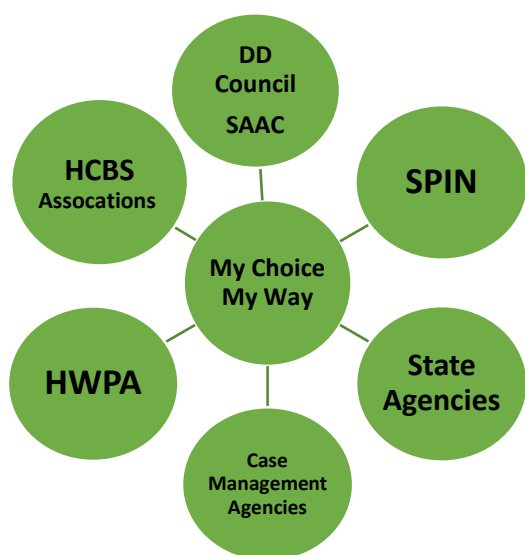 DD
Council
SAAC
HCBS
Assocations
SPIN
My Choice
My Way
HWPA
State
Agencies
Case
Management
Agencies